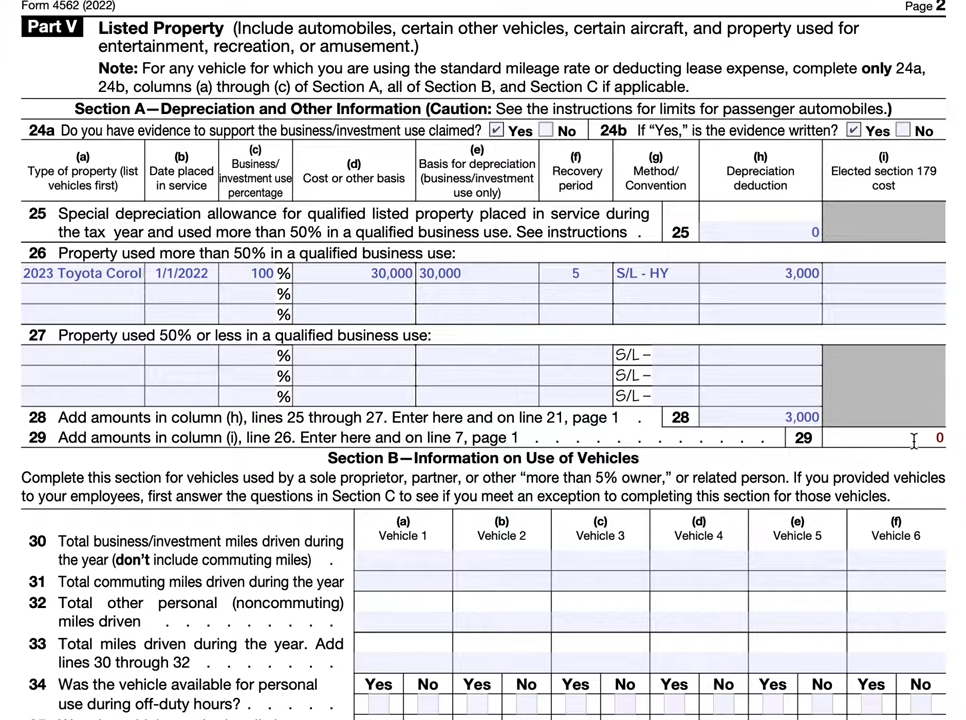 Form 4562 (2022) Page 2
Part V Listed Property (Include automobiles, certain other vehicles, certain aircraft, and property used for
entertainment, recreation, or amusement.)
Note: For any vehicle for which you are using the standard mileage rate or deducting lease expense, complete only 24a,
24b, columns (a) through (c) of Section A, all of Section B, and Section C if applicable.
Section A—Depreciation and Other Information (Caution: See the instructions for limits for passenger automobiles.)
24a Do you have evidence to support the business/investment use claimed? ✔ Yes No 24b If “Yes,” is the evidence written? ✔ Yes No
(a) Type of property (list vehicles first)
(b) Date placed in service
(c) Business/ investment use percentage
(d) Cost or other basis
(e) Basis for depreciation (business/investment use only)
(f) Recovery period
(g) Method/ Convention
(h) Depreciation deduction
(i) Elected section 179 cost
25 Special depreciation allowance for qualified listed property placed in service during
the tax year and used more than 50% in a qualified business use. See instructions . 25 0
26 Property used more than 50% in a qualified business use:
2023 Toyota Corol 1/1/2022 100 % 30,000 30,000 5 S/L - HY 3,000
%
%
27 Property used 50% or less in a qualified business use:
% S/L –
% S/L –
% S/L –
28 Add amounts in column (h), lines 25 through 27. Enter here and on line 21, page 1 . 28 3,000
29 Add amounts in column (i), line 26. Enter here and on line 7, page 1 . . . . . . . . . . . . 29 0
Section B—Information on Use of Vehicles
Complete this section for vehicles used by a sole proprietor, partner, or other “more than 5% owner,” or related person. If you provided vehicles
to your employees, first answer the questions in Section C to see if you meet an exception to completing this section for those vehicles.
(a) Vehicle 1
(b) Vehicle 2
(c) Vehicle 3
(d) Vehicle 4
(e) Vehicle 5
(f) Vehicle 6
30 Total business/investment miles driven during
the year (don’t include commuting miles) .
31 Total commuting miles driven during the year
32 Total other personal (noncommuting)
miles driven . . . . . . . . .
33 Total miles driven during the year. Add
lines 30 through 32 . . . . . . .
34 Was the vehicle available for personal Yes No Yes No Yes No Yes No Yes No Yes No
use during off-duty hours? . . . . .